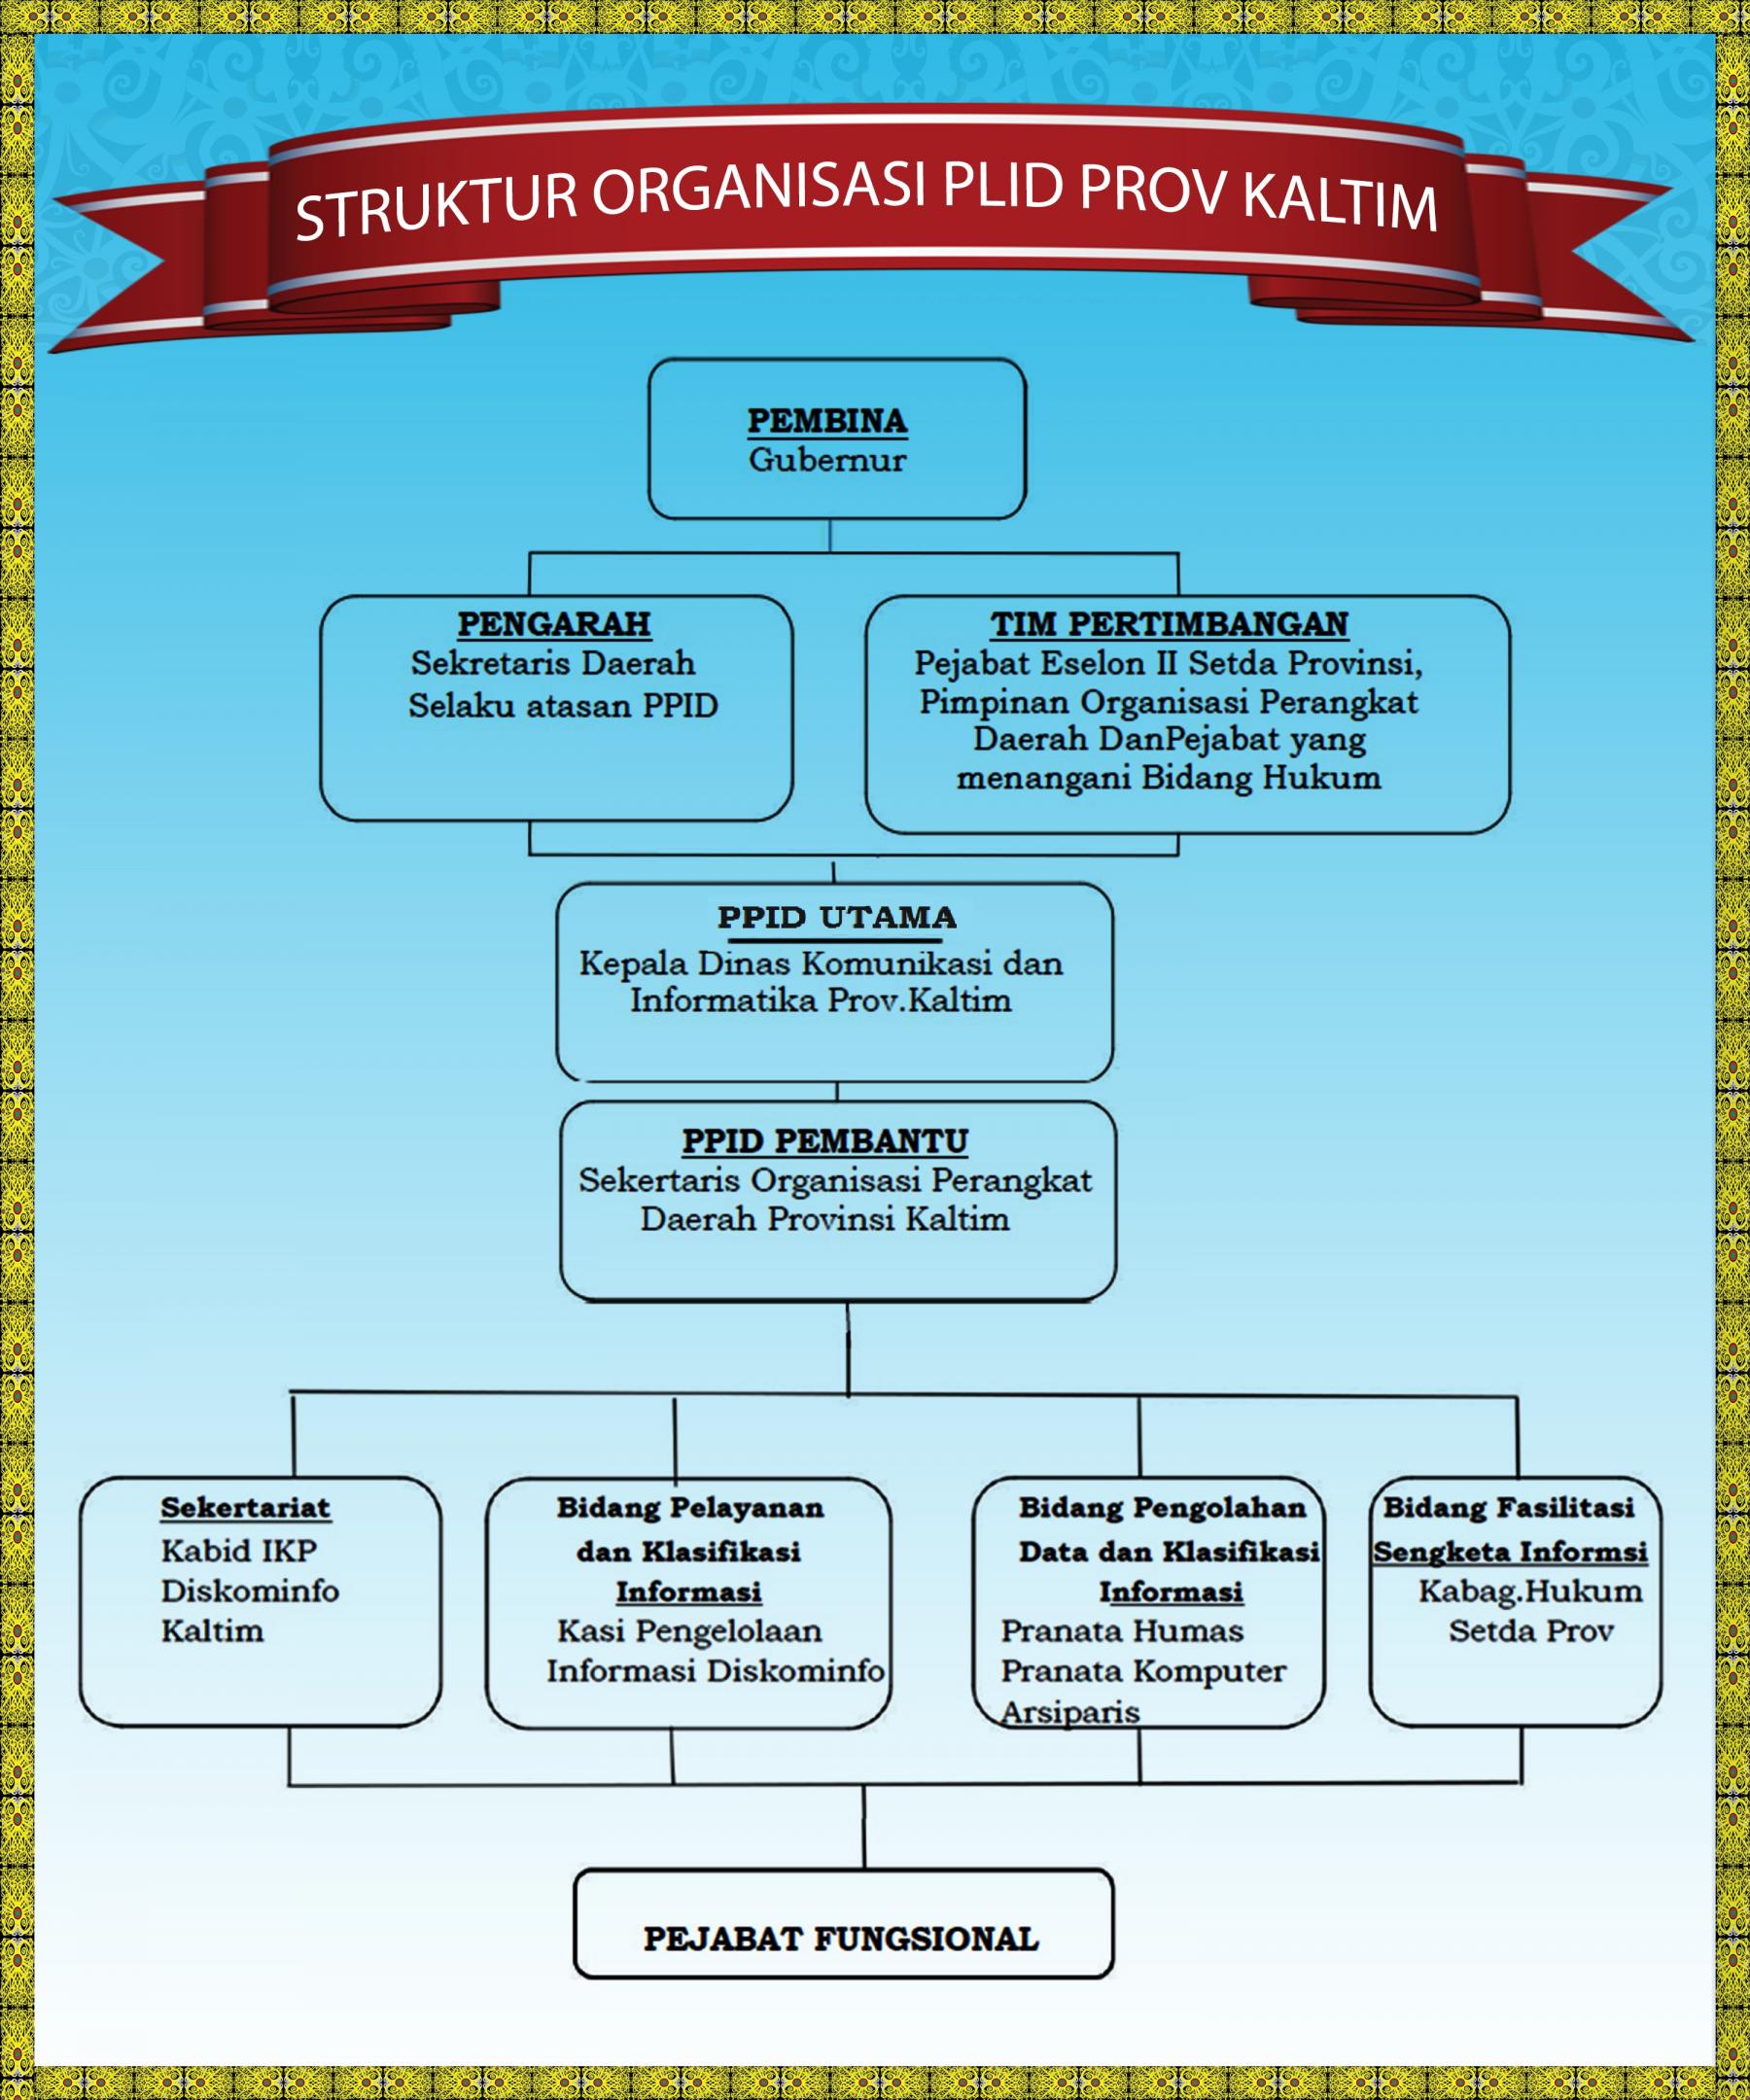 STRUKTUR ORGANISASI PLID PROV KALTIM
PEMBINA
Gubernur
PENGARAH
Sekretaris Daerah
Selaku atasan PPID
TIM PERTIMBANGAN
Pejabat Eselon II Setda Provinsi,
Pimpinan Organisasi Perangkat
Daerah DanPejabat yang
menangani Bidang Hukum
PPID UTAMA
Kepala Dinas Komunikasi dan
Informatika Prov.Kaltim
PPID PEMBANTU
Sekertaris Organisasi Perangkat
Daerah Provinsi Kaltim
Sekertariat
Kabid IKP
Diskominfo
Kaltim
Bidang Pelayanan
dan Klasifikasi
Informasi
Kasi Pengelolaan
Informasi Diskominfo
Bidang Pengolahan
Data dan Klasifikasi
Informasi
Pranata Humas
Pranata Komputer
Arsiparis
Bidang Fasilitasi
Sengketa Informsi
Kabag.Hukum
Setda Prov
PEJABAT FUNGSIONAL